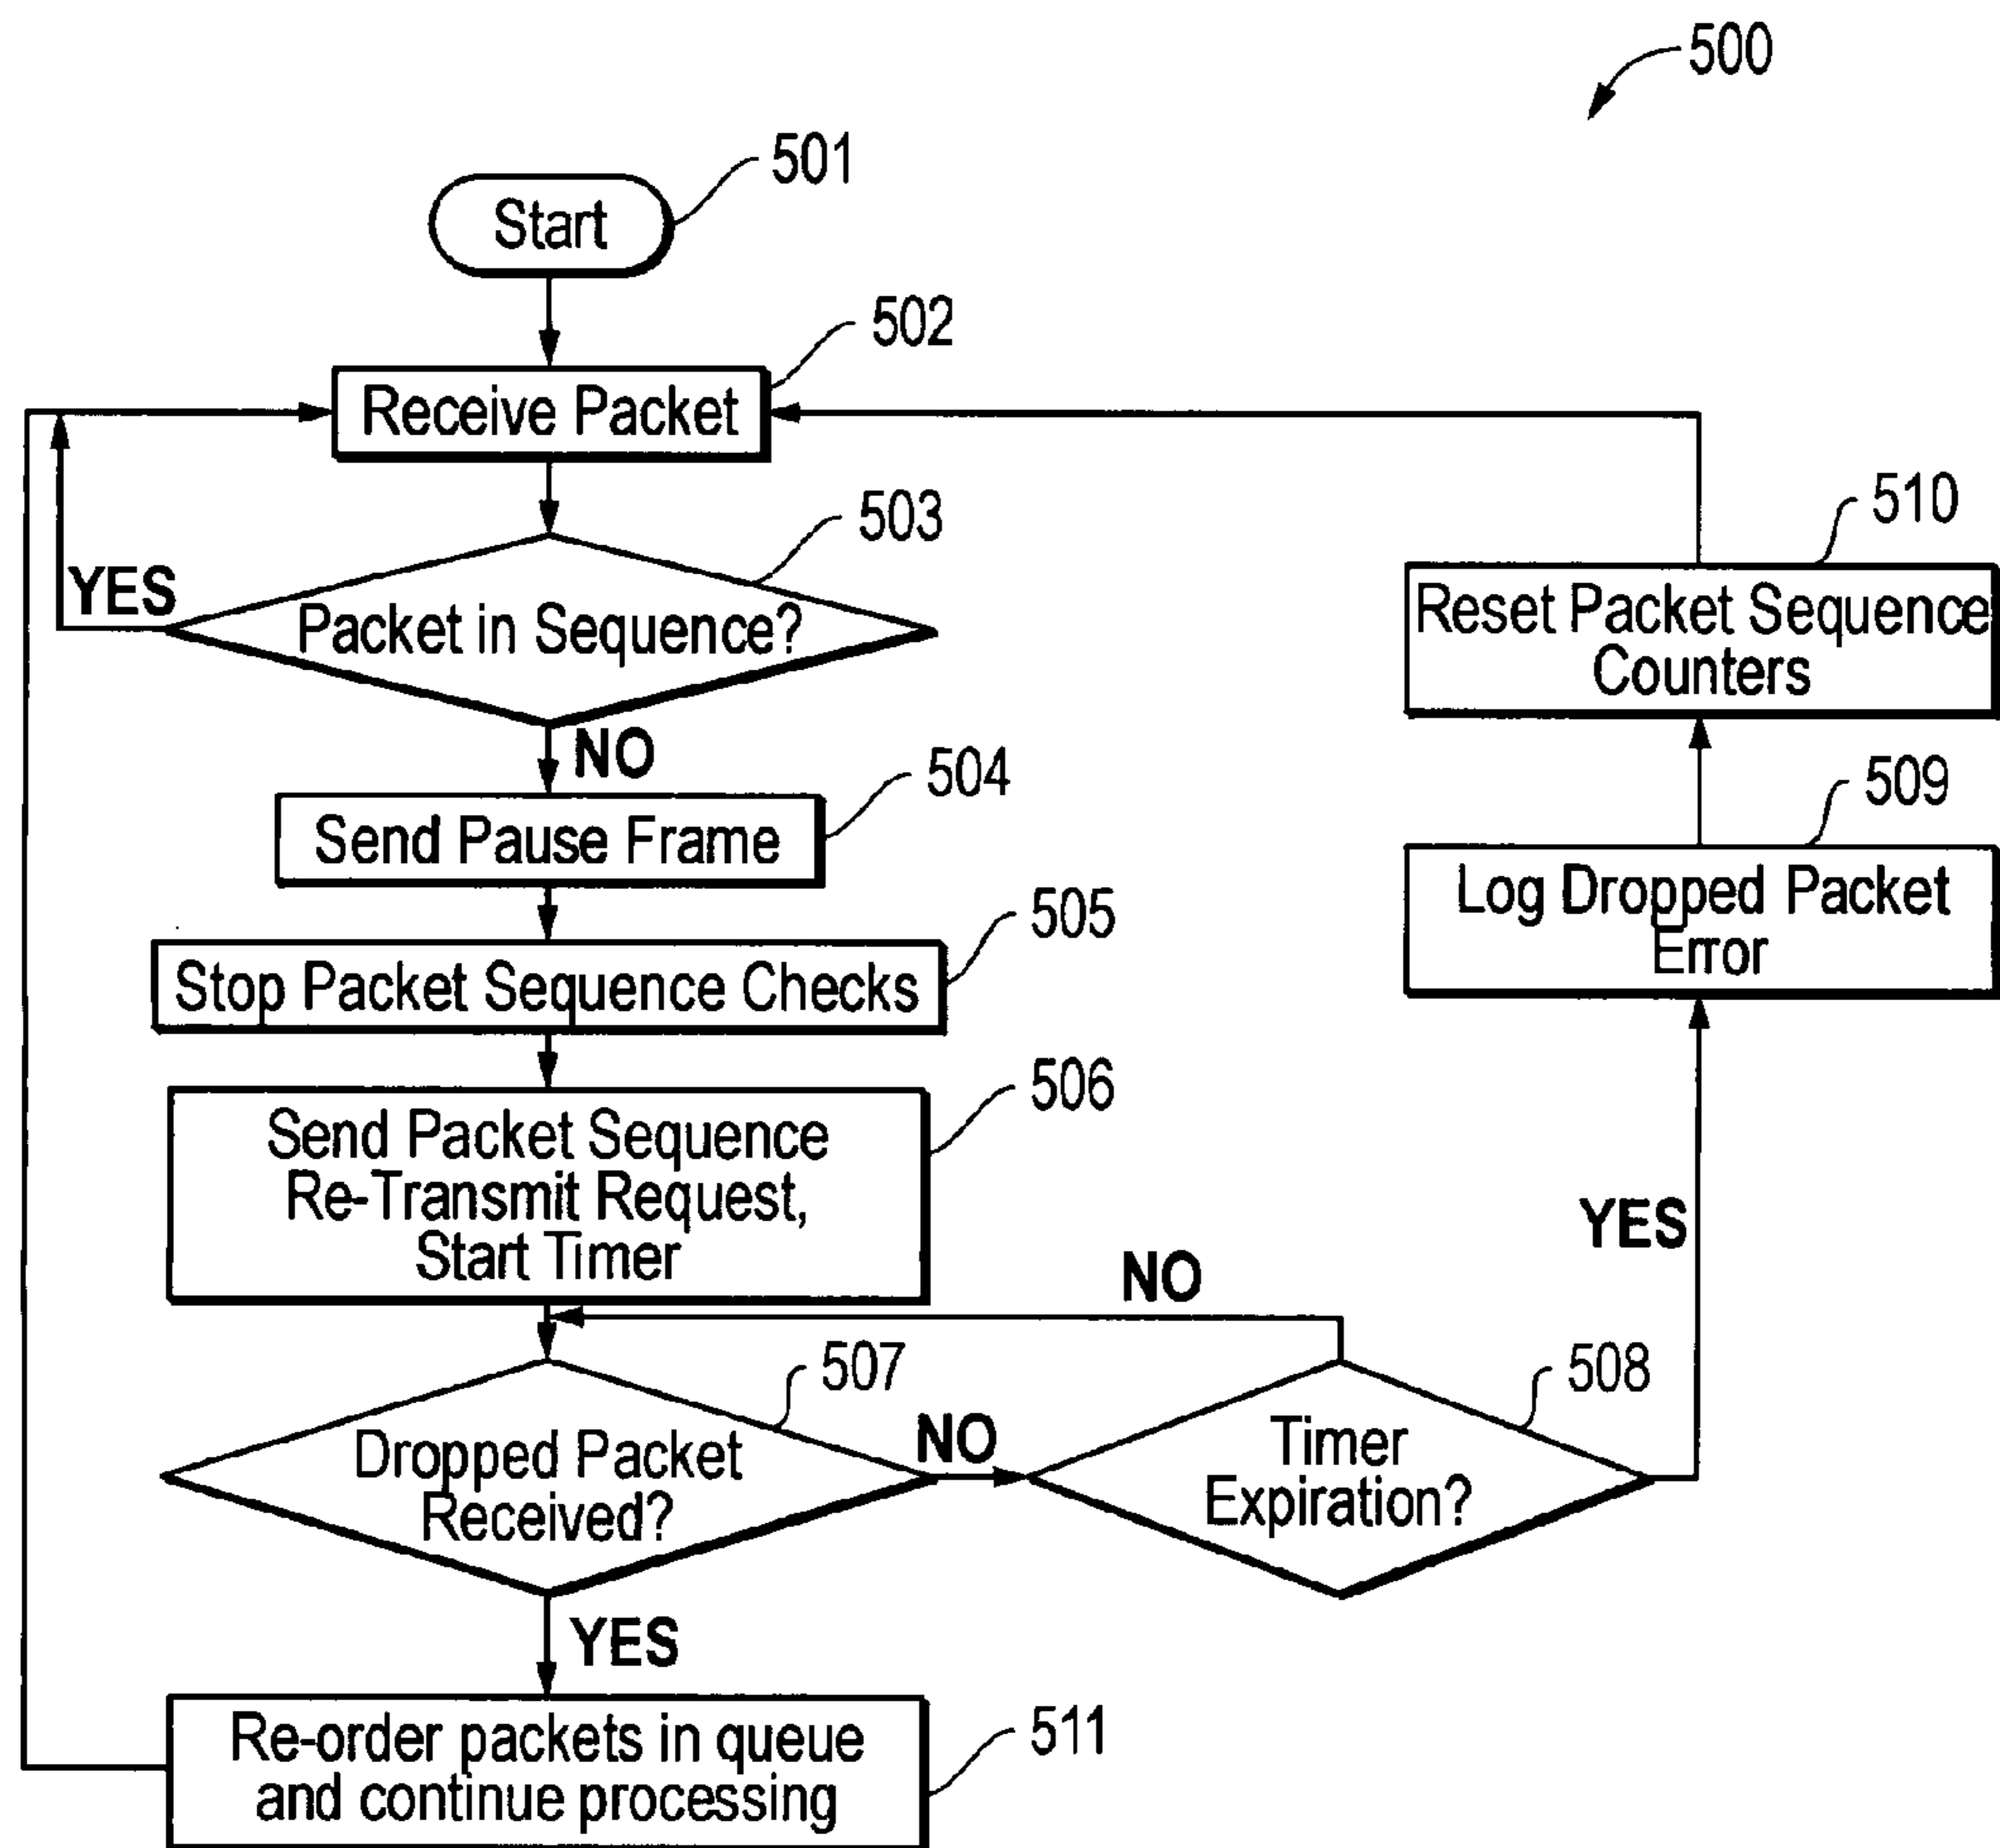 500
501
Start
502
Receive Packet
503
YES
Packet in Sequence?
NO
504
Send Pause Frame
505
Stop Packet Sequence Checks
506
Send Packet Sequence
Re-Transmit Request,
Start Timer
NO
507
Dropped Packet
Received?
NO
508
Timer
Expiration?
YES
509
Log Dropped Packet
Error
510
Reset Packet Sequence
Counters
YES
511
Re-order packets in queue
and continue processing